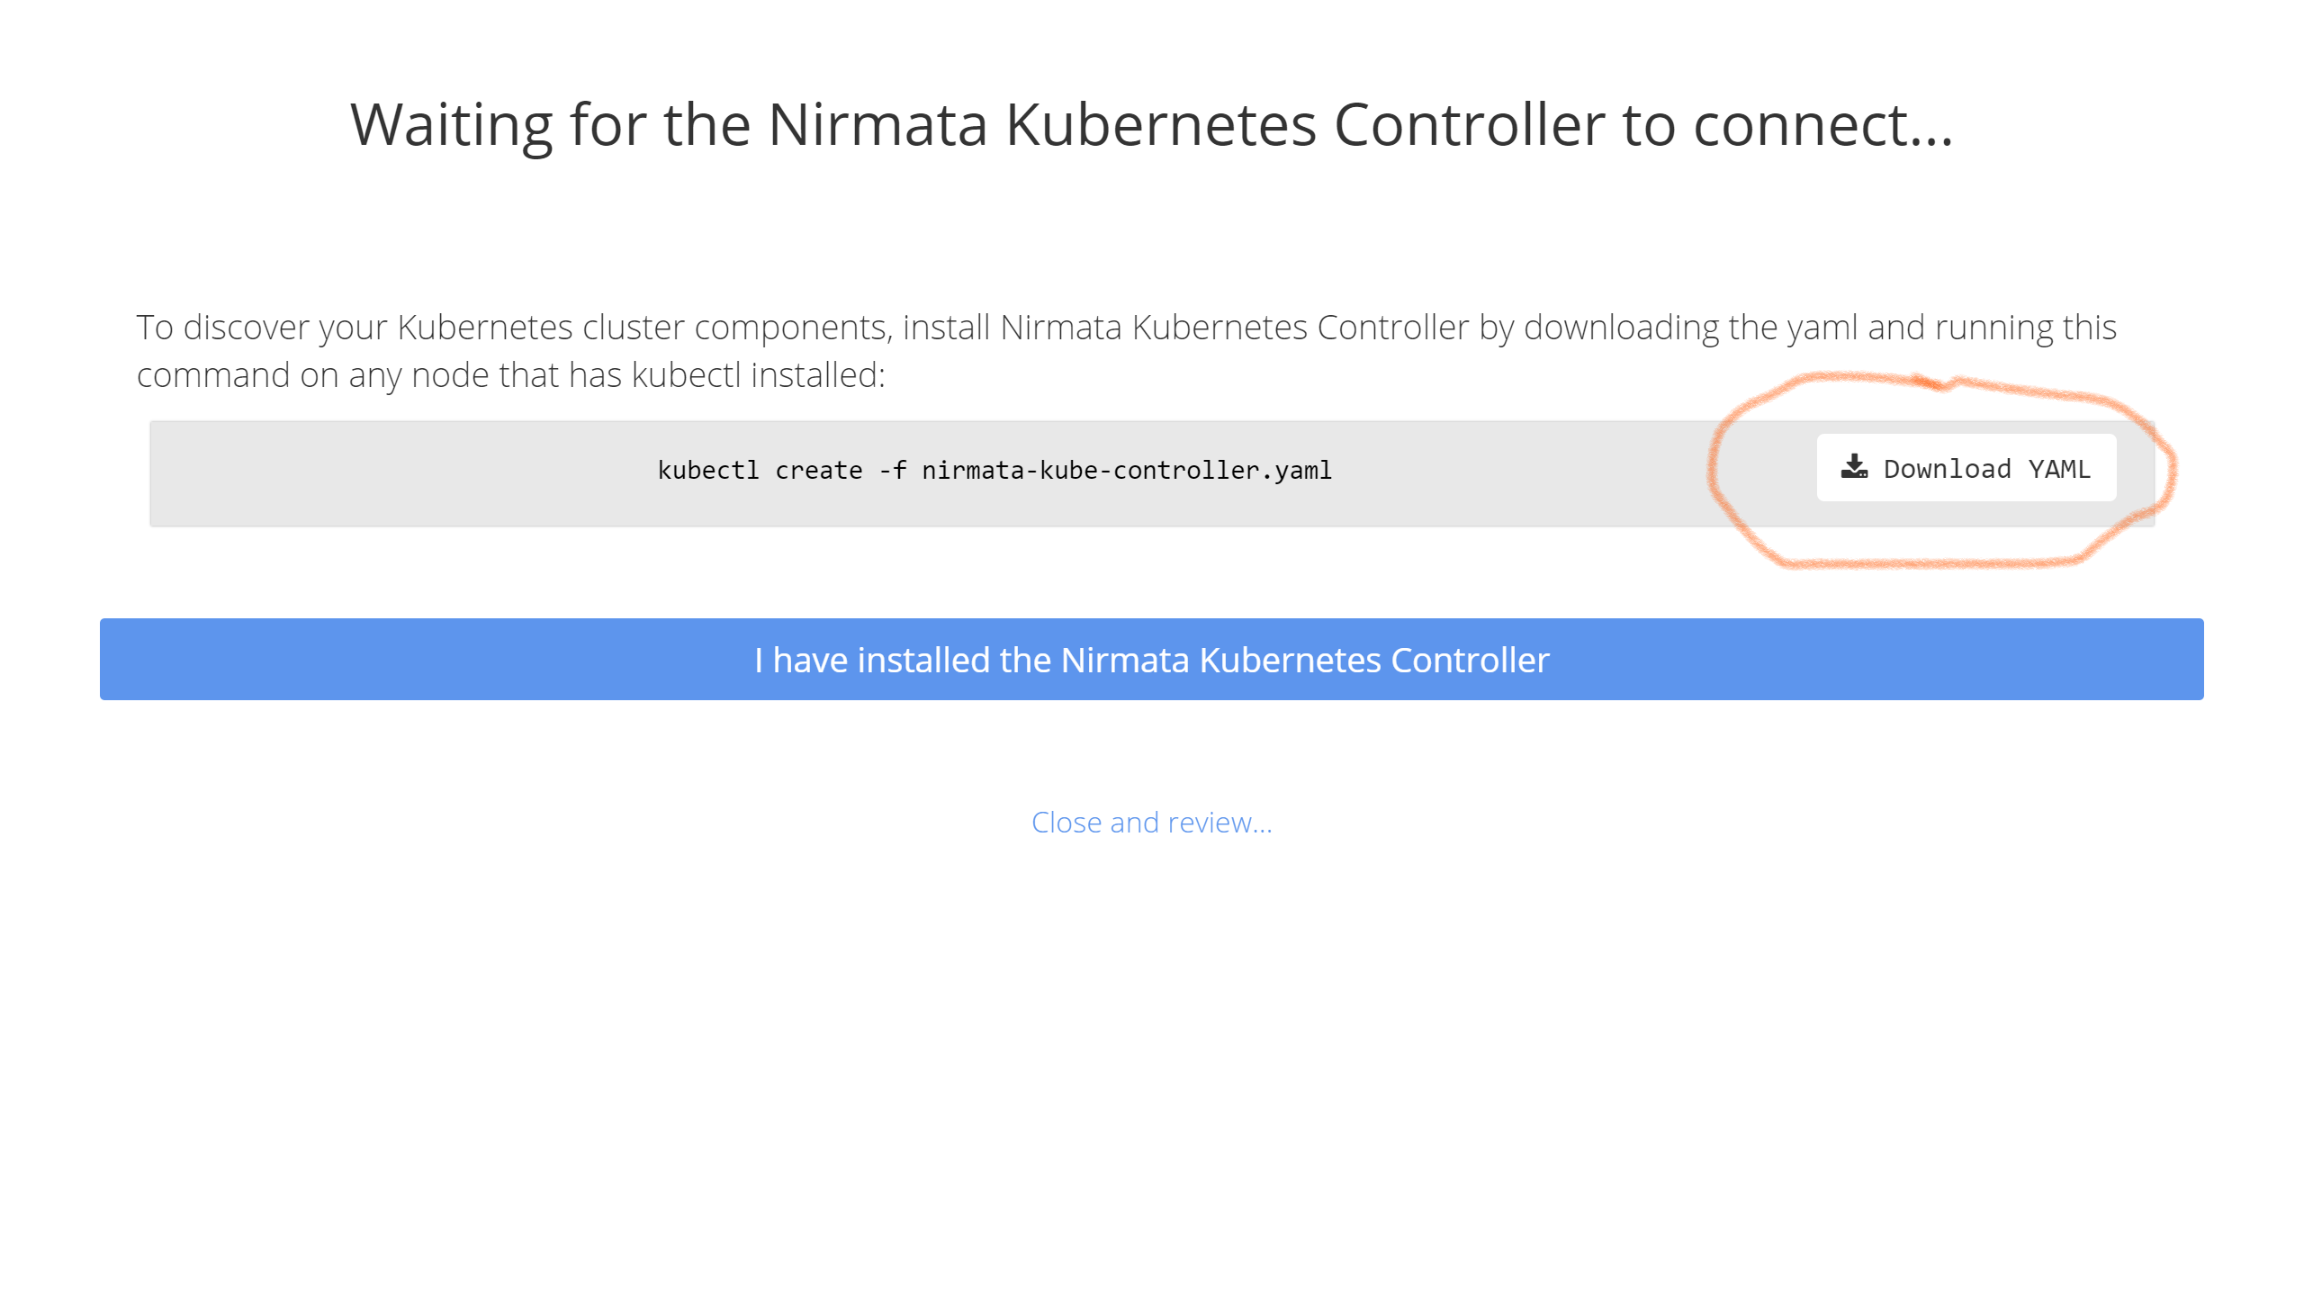 Waiting for the Nirmata Kubernetes Controller to connect...
To discover your Kubernetes cluster components, install Nirmata Kubernetes Controller by downloading the yaml and running this
command on any node that has kubectl installed:
kubectl create -f nirmata-kube-controller.yaml
Download YAML
I have installed the Nirmata Kubernetes Controller
Close and review...